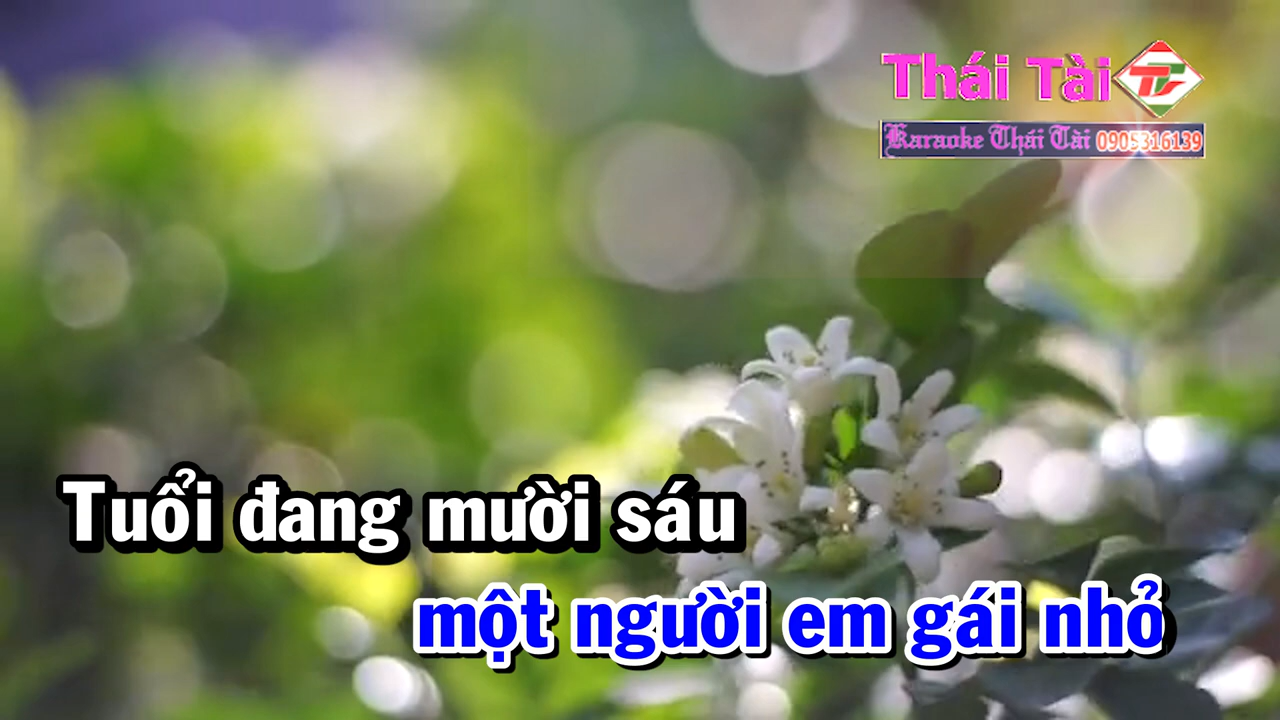 Thái Tài
Karaoke Thái Tài 0905316139
Tuổi đang mười sáu
một người em gái nhỏ